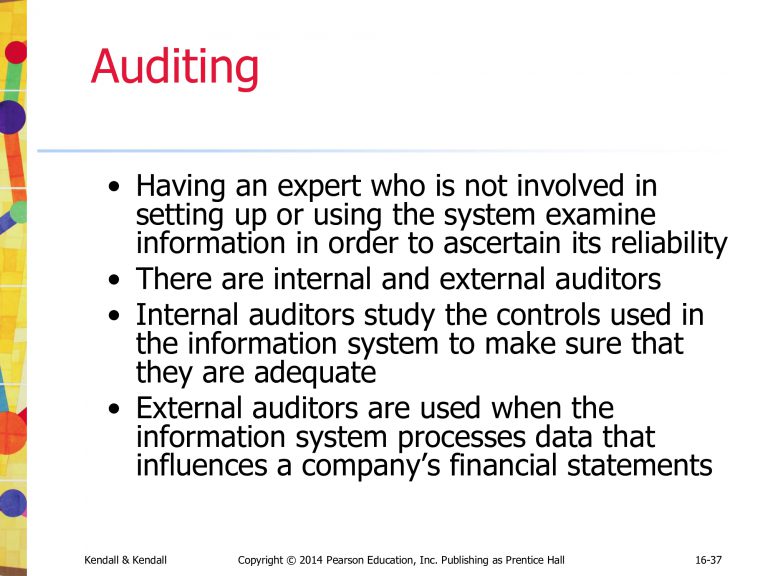 Auditing
• Having an expert who is not involved in
setting up or using the system examine
information in order to ascertain its reliability
• There are internal and external auditors
• Internal auditors study the controls used in
the information system to make sure that
they are adequate
• External auditors are used when the
information system processes data that
influences a company’s financial statements
Kendall & Kendall Copyright © 2014 Pearson Education, Inc. Publishing as Prentice Hall 16-37